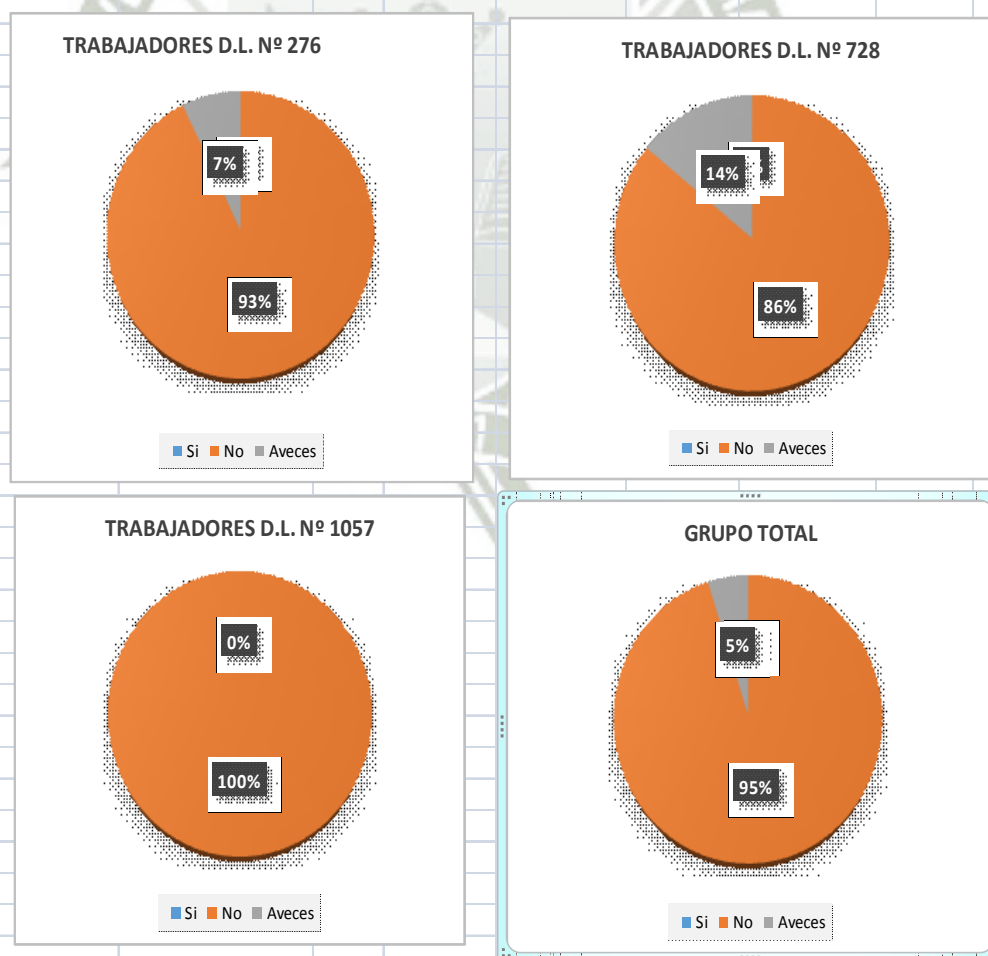 TRABAJADORES D.L. Nº 276
7%
93%
Si No Aveces
TRABAJADORES D.L. Nº 728
14%
86%
Si No Aveces
TRABAJADORES D.L. Nº 1057
0%
100%
Si No Aveces
GRUPO TOTAL
5%
95%
Si No Aveces